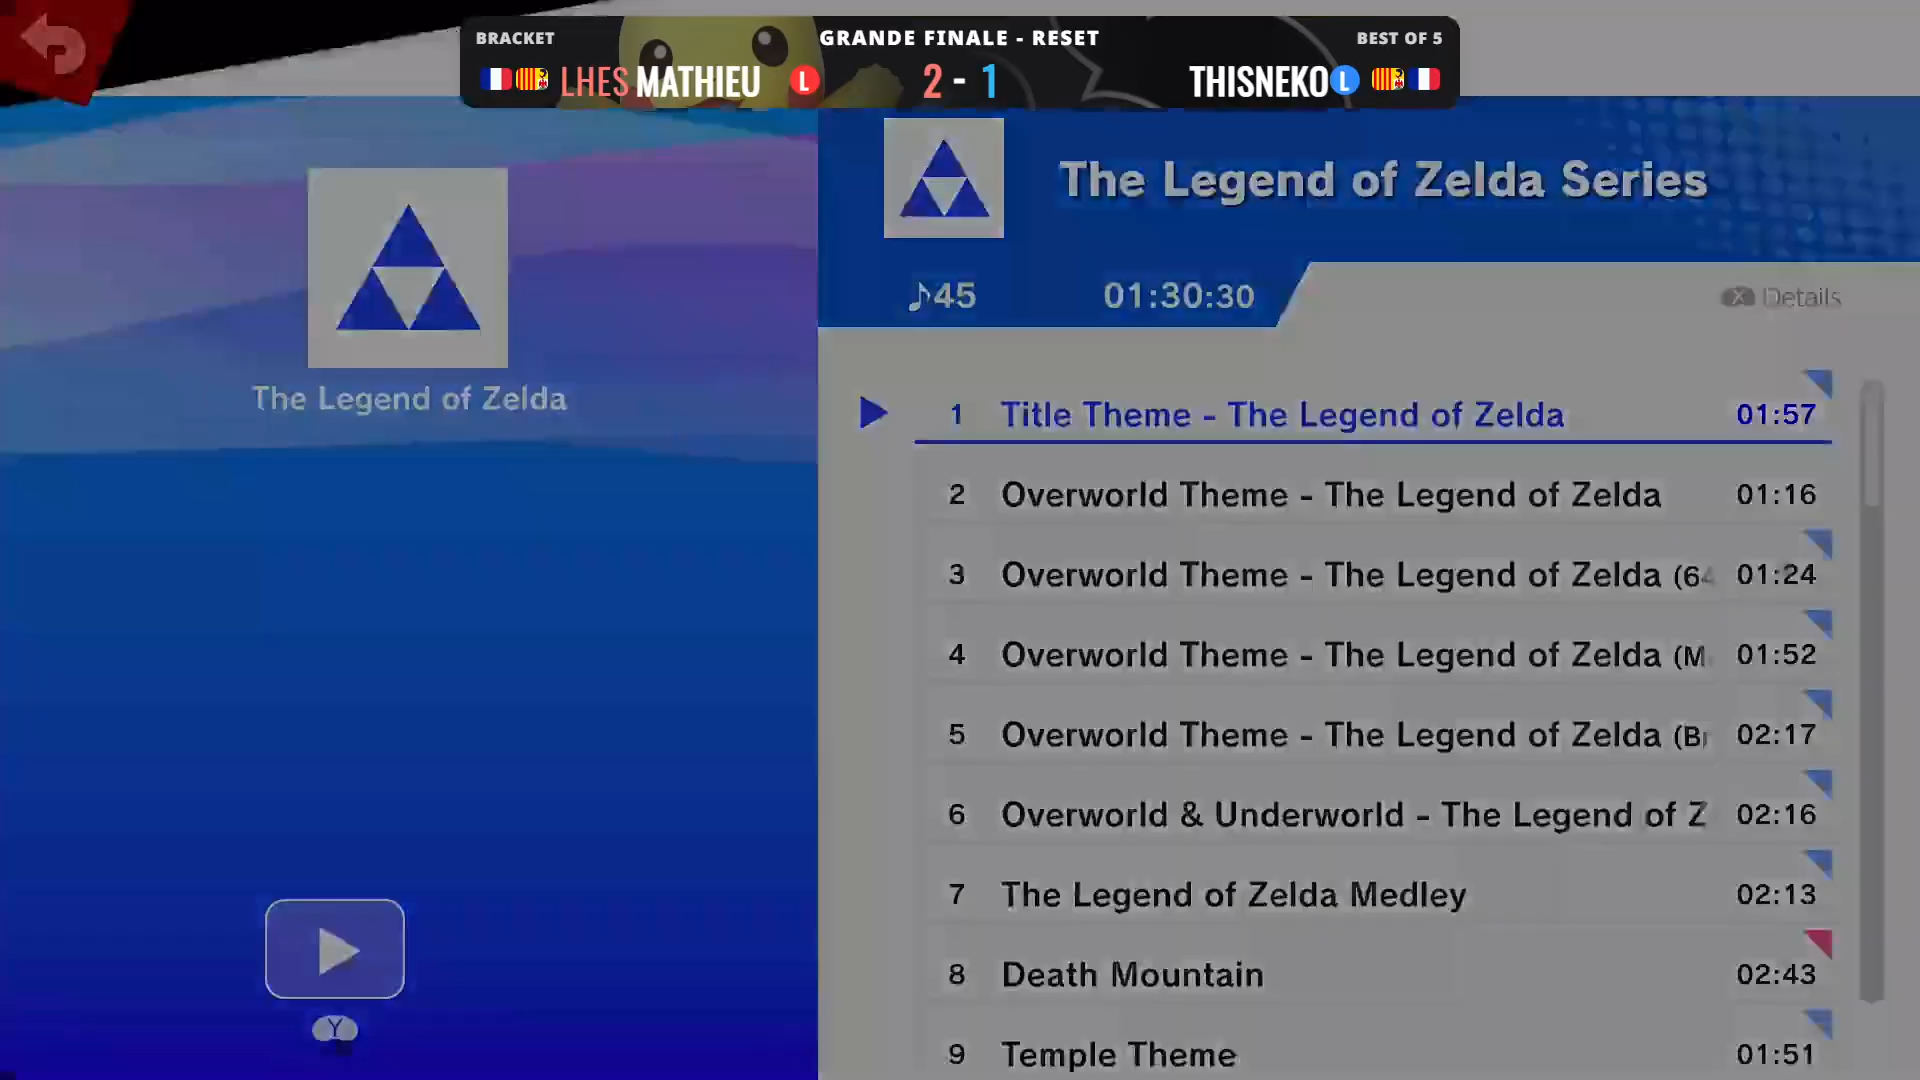 BRACKET
GRANDE FINALE - RESET
BEST OF 5
LHES MATHIEU L
2 - 1
THISNEKO L
The Legend of Zelda Series
♪45
01:30:30
X Details
The Legend of Zelda
1 Title Theme - The Legend of Zelda 01:57
2 Overworld Theme - The Legend of Zelda 01:16
3 Overworld Theme - The Legend of Zelda (64 01:24
4 Overworld Theme - The Legend of Zelda (M 01:52
5 Overworld Theme - The Legend of Zelda (Br 02:17
6 Overworld & Underworld - The Legend of Z 02:16
7 The Legend of Zelda Medley 02:13
8 Death Mountain 02:43
9 Temple Theme 01:51
Y